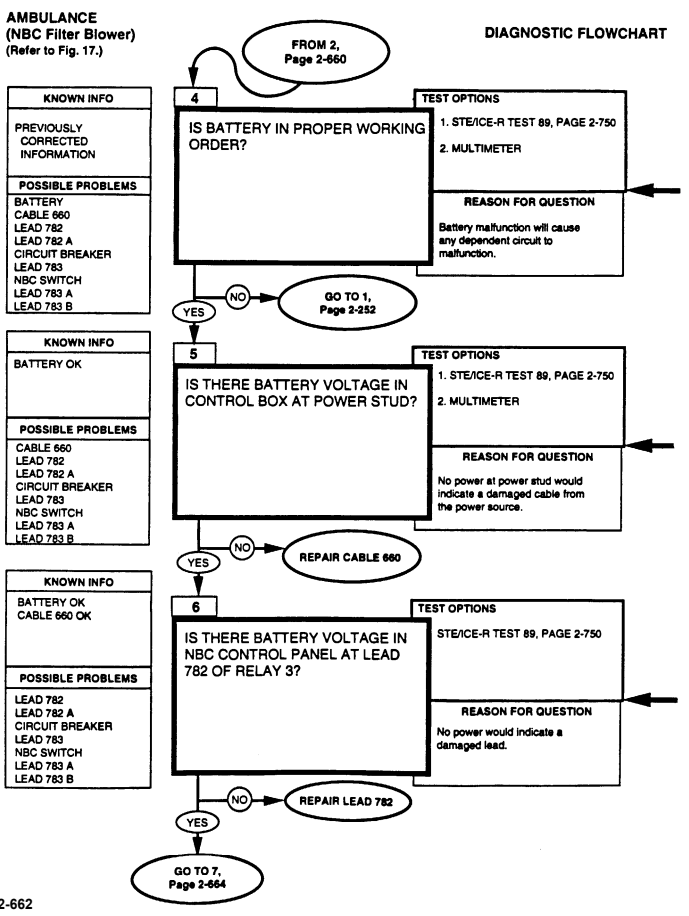 AMBULANCE
(NBC Filter Blower)
(Refer to Fig. 17.)
DIAGNOSTIC FLOWCHART
FROM 2,
Page 2-660
KNOWN INFO
PREVIOUSLY
CORRECTED
INFORMATION
POSSIBLE PROBLEMS
BATTERY
CABLE 660
LEAD 782
LEAD 782 A
CIRCUIT BREAKER
LEAD 783
NBC SWITCH
LEAD 783 A
LEAD 783 B
4
IS BATTERY IN PROPER WORKING
ORDER?
TEST OPTIONS
1. STE/ICE-R TEST 89, PAGE 2-750
2. MULTIMETER
REASON FOR QUESTION
Battery malfunction will cause
any dependent circuit to
malfunction.
NO
GO TO 1,
Page 2-252
YES
KNOWN INFO
BATTERY OK
POSSIBLE PROBLEMS
CABLE 660
LEAD 782
LEAD 782 A
CIRCUIT BREAKER
LEAD 783
NBC SWITCH
LEAD 783 A
LEAD 783 B
5
IS THERE BATTERY VOLTAGE IN
CONTROL BOX AT POWER STUD?
TEST OPTIONS
1. STE/ICE-R TEST 89, PAGE 2-750
2. MULTIMETER
REASON FOR QUESTION
No power at power stud would
indicate a damaged cable from
the power source.
NO
REPAIR CABLE 660
YES
KNOWN INFO
BATTERY OK
CABLE 660 OK
POSSIBLE PROBLEMS
LEAD 782
LEAD 782 A
CIRCUIT BREAKER
LEAD 783
NBC SWITCH
LEAD 783 A
LEAD 783 B
6
IS THERE BATTERY VOLTAGE IN
NBC CONTROL PANEL AT LEAD
782 OF RELAY 3?
TEST OPTIONS
STE/ICE-R TEST 89, PAGE 2-750
REASON FOR QUESTION
No power would indicate a
damaged lead.
NO
REPAIR LEAD 782
YES
GO TO 7,
Page 2-664
2-662